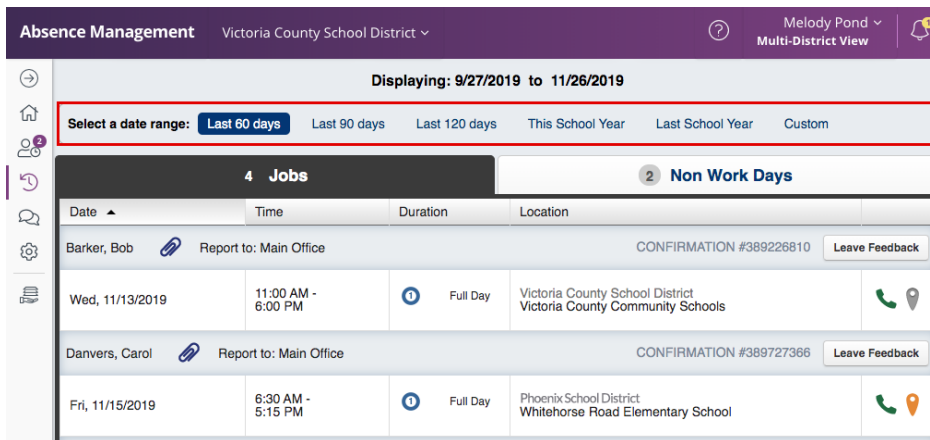 Absence Management Victoria County School District
Melody Pond
Multi-District View
Displaying: 9/27/2019 to 11/26/2019
Select a date range: Last 60 days Last 90 days Last 120 days This School Year Last School Year Custom
2
4 Jobs 2 Non Work Days
Date Time Duration Location
Barker, Bob Report to: Main Office CONFIRMATION #389226810 Leave Feedback
Wed, 11/13/2019 11:00 AM - 6:00 PM 1 Full Day Victoria County School District
Victoria County Community Schools
Danvers, Carol Report to: Main Office CONFIRMATION #389727366 Leave Feedback
Fri, 11/15/2019 6:30 AM - 5:15 PM 1 Full Day Phoenix School District
Whitehorse Road Elementary School